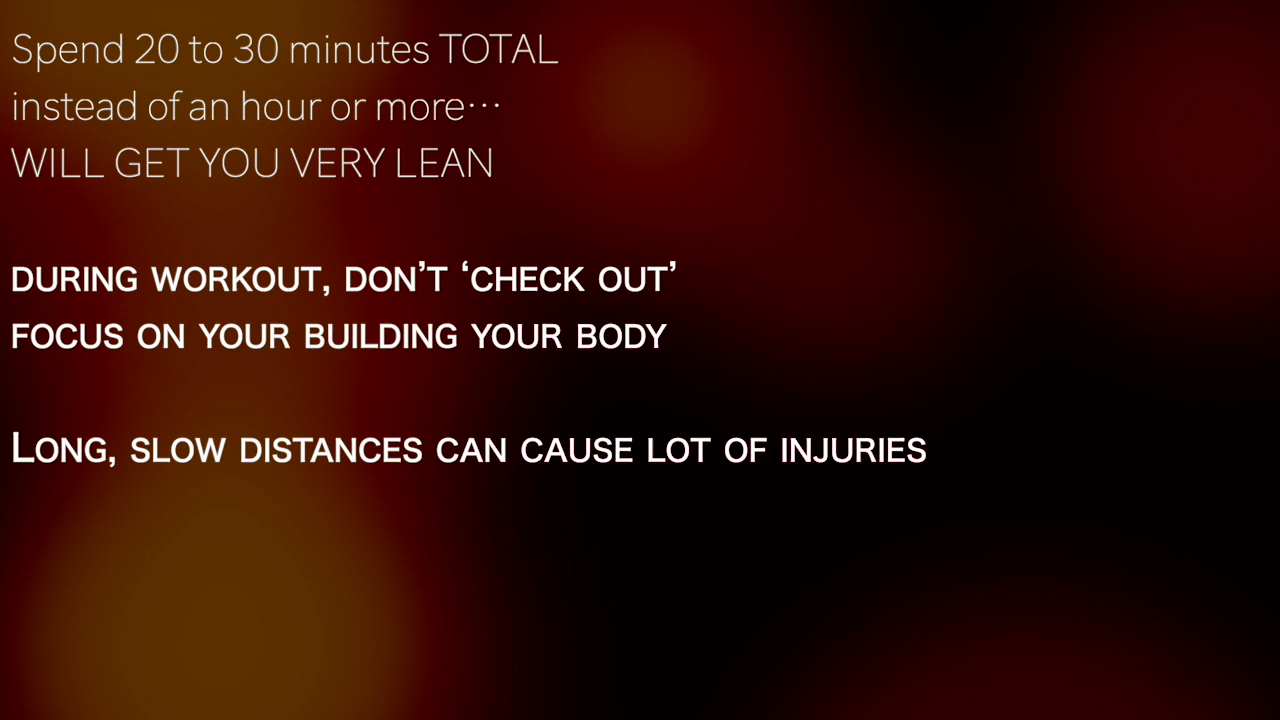 Spend 20 to 30 minutes TOTAL
instead of an hour or more…
WILL GET YOU VERY LEAN
DURING WORKOUT, DON’T ‘CHECK OUT’
FOCUS ON YOUR BUILDING YOUR BODY
LONG, SLOW DISTANCES CAN CAUSE LOT OF INJURIES